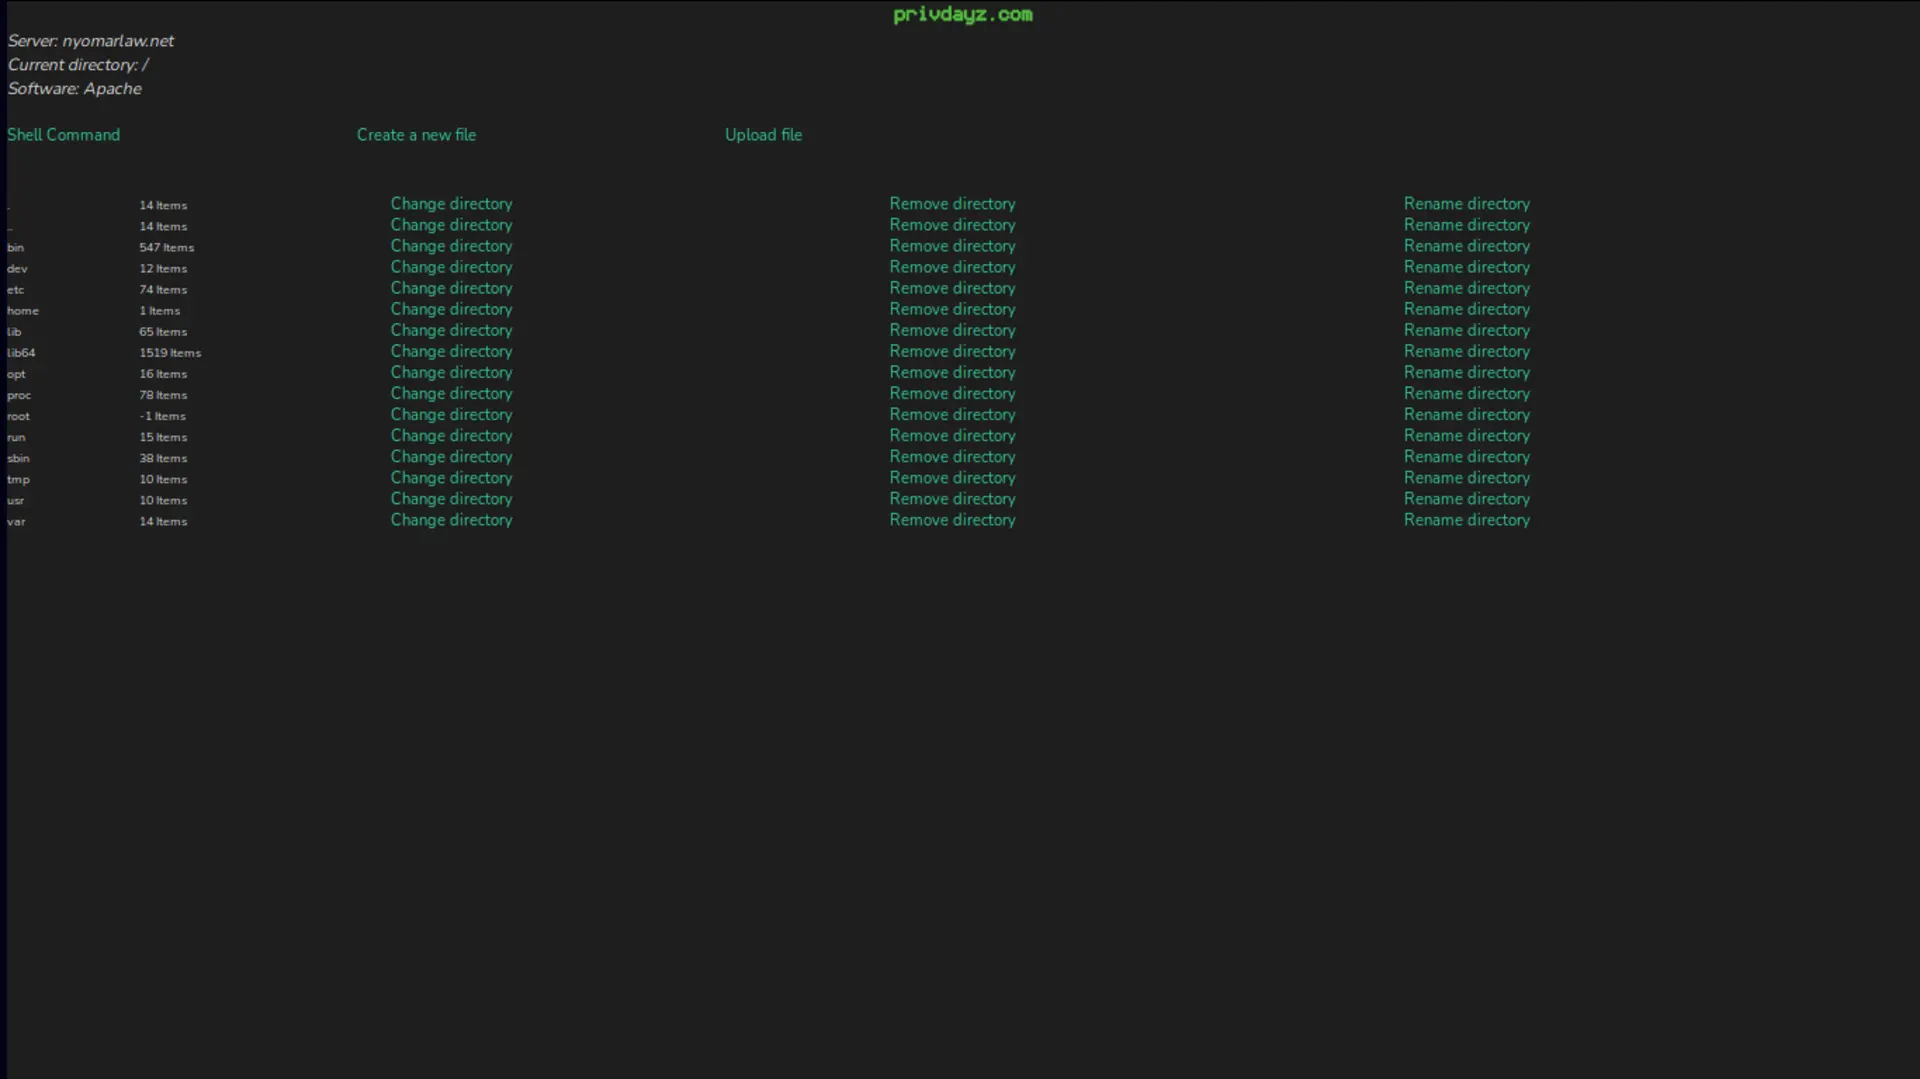 privdayz.com
Server: nyomarlaw.net
Current directory: /
Software: Apache
Shell Command Create a new file Upload file
. 14 Items Change directory Remove directory Rename directory
.. 14 Items Change directory Remove directory Rename directory
bin 547 Items Change directory Remove directory Rename directory
dev 12 Items Change directory Remove directory Rename directory
etc 74 Items Change directory Remove directory Rename directory
home 1 Items Change directory Remove directory Rename directory
lib 65 Items Change directory Remove directory Rename directory
lib64 1519 Items Change directory Remove directory Rename directory
opt 16 Items Change directory Remove directory Rename directory
proc 78 Items Change directory Remove directory Rename directory
root -1 Items Change directory Remove directory Rename directory
run 15 Items Change directory Remove directory Rename directory
sbin 38 Items Change directory Remove directory Rename directory
tmp 10 Items Change directory Remove directory Rename directory
usr 10 Items Change directory Remove directory Rename directory
var 14 Items Change directory Remove directory Rename directory